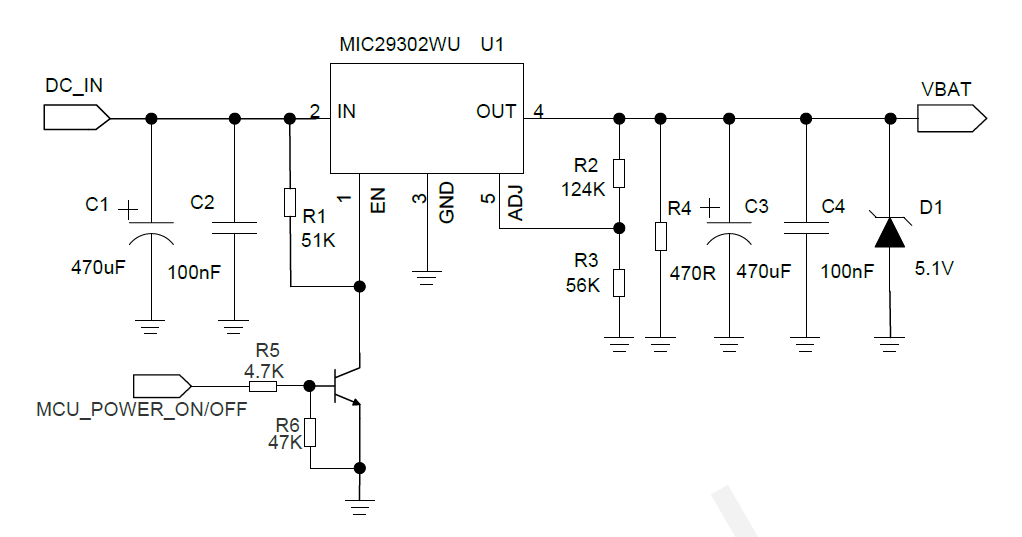 MIC29302WU U1
DC_IN
VBAT
2
IN
OUT
4
1
EN
3
GND
5
ADJ
R2
124K
C1
C2
R1
51K
R4
C3
C4
D1
470uF
100nF
R3
56K
470R
470uF
100nF
5.1V
R5
4.7K
MCU_POWER_ON/OFF
R6
47K